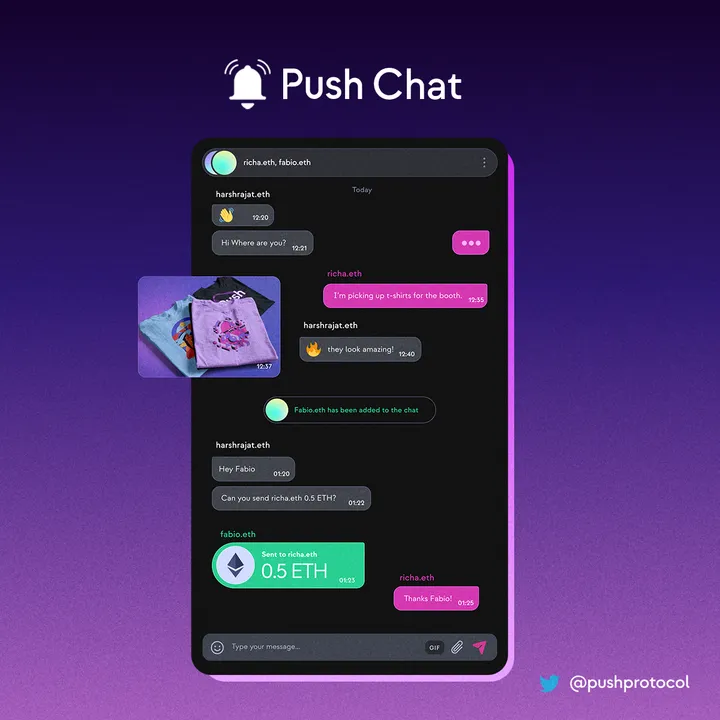 Push Chat
richa.eth, fabio.eth
Today
harshrajat.eth
12:20
Hi Where are you?
12:21
richa.eth
I'm picking up t-shirts for the booth.
12:35
push
12:37
harshrajat.eth
they look amazing!
12:40
Fabio.eth has been added to the chat
harshrajat.eth
Hey Fabio
01:20
Can you send richa.eth 0.5 ETH?
01:22
fabio.eth
Sent to richa.eth
0.5 ETH
01:23
richa.eth
Thanks Fabio!
01:25
Type your message...
GIF
@pushprotocol